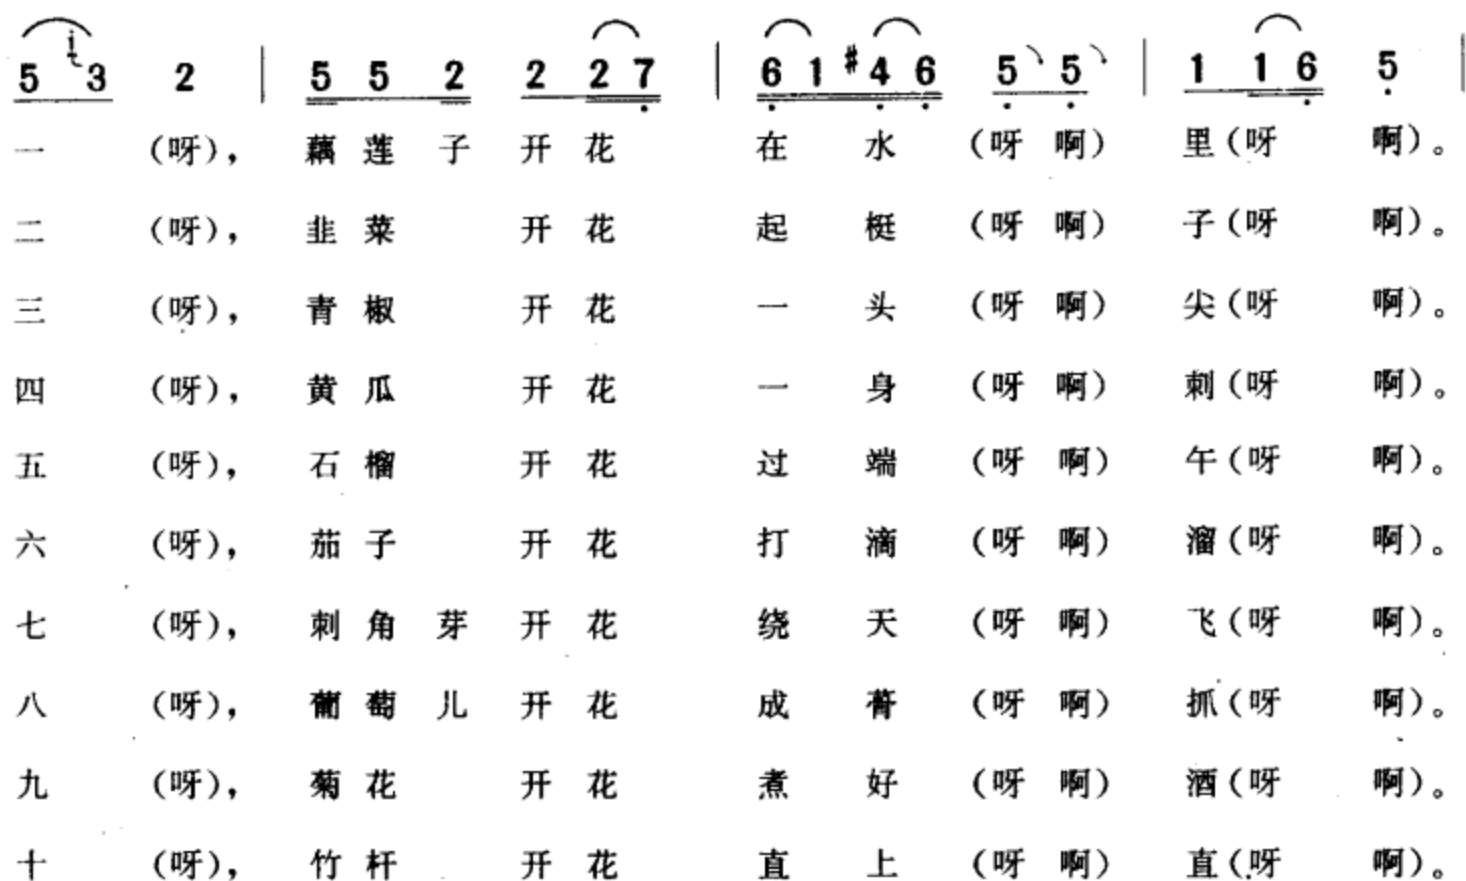 5 i 3 2 | 5 5 2 2 2 7 | 6 1 #4 6 5 5 | 1 1 6 5 |
一 (呀), 藕莲子开花 在水(呀啊)里(呀啊)。
二 (呀), 韭菜开花 起梃(呀啊)子(呀啊)。
三 (呀), 青椒开花 一头(呀啊)尖(呀啊)。
四 (呀), 黄瓜开花 一身(呀啊)刺(呀啊)。
五 (呀), 石榴开花 过端(呀啊)午(呀啊)。
六 (呀), 茄子开花 打滴(呀啊)溜(呀啊)。
七 (呀), 刺角芽开花 绕天(呀啊)飞(呀啊)。
八 (呀), 葡萄儿开花 成(呀啊)抓(呀啊)。
九 (呀), 菊花开花 煮好(呀啊)酒(呀啊)。
十 (呀), 竹杆开花 直上(呀啊)直(呀啊)。